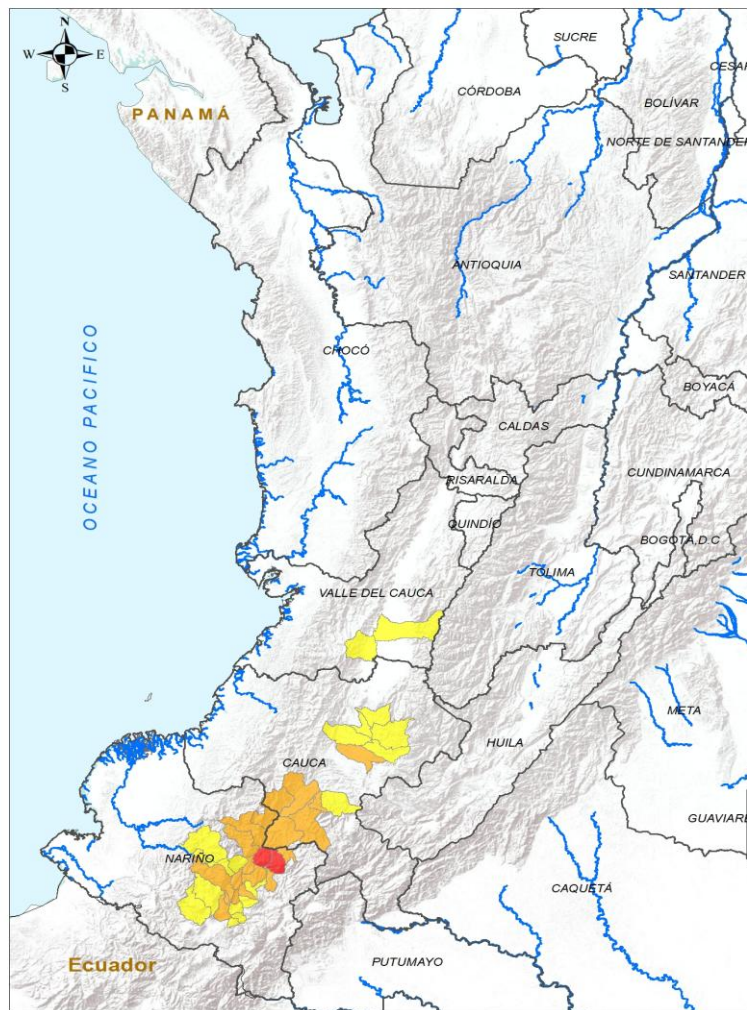 N
W E
S
SUCRE
CESAR
CÓRDOBA
BOLÍVAR
PANAMÁ
NORTE DE SANTANDER
ANTIOQUIA
SANTANDER
OCEANO PACIFICO
CHOCÓ
BOYACÁ
CALDAS
CUNDINAMARCA
RISARALDA
QUINDÍO
BOGOTÁ, D.C
TOLIMA
VALLE DEL CAUCA
META
HUILA
CAUCA
GUAVIARE
NARIÑO
CAQUETÁ
PUTUMAYO
Ecuador